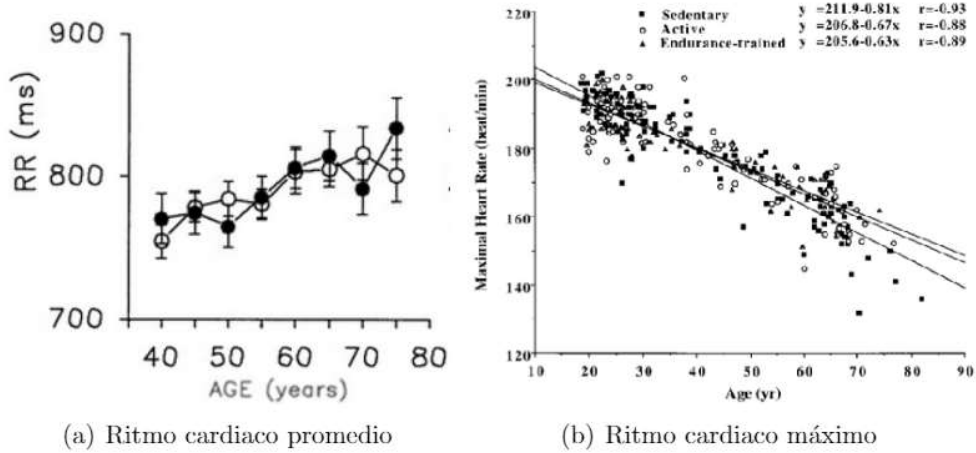 900
800
700
RR (ms)
40 50 60 70 80
AGE (years)
(a) Ritmo cardiaco promedio
220
200
180
160
140
120
Maximal Heart Rate (beat/min)
Sedentary y =211.9-0.81x r=-0.93
Active y =206.8-0.67x r=-0.88
Endurance-trained y =205.6-0.63x r=-0.89
10 20 30 40 50 60 70 80 90
Age (yr)
(b) Ritmo cardiaco máximo